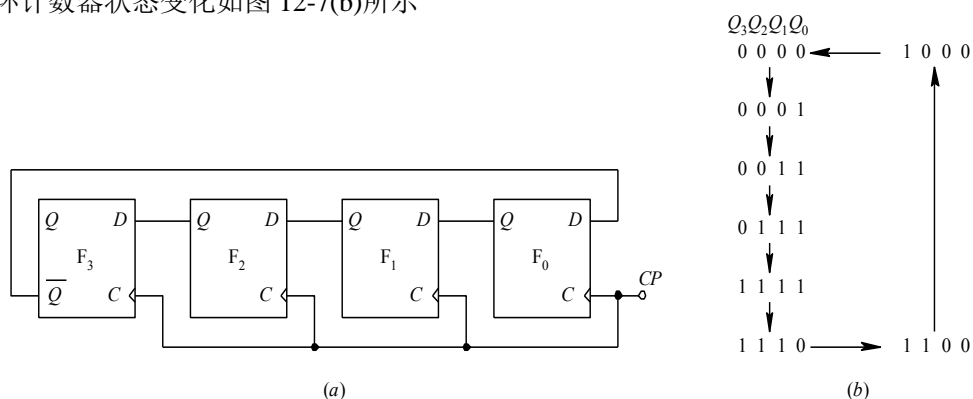 环计数器状态变化如图 12-7(b)所示
Q D Q D Q D Q D
F3 F2 F1 F0
Q̅ C C C C CP
(a)
Q3Q2Q1Q0
0 0 0 0 1 0 0 0
0 0 0 1
0 0 1 1
0 1 1 1
1 1 1 1
1 1 1 0 1 1 0 0
(b)